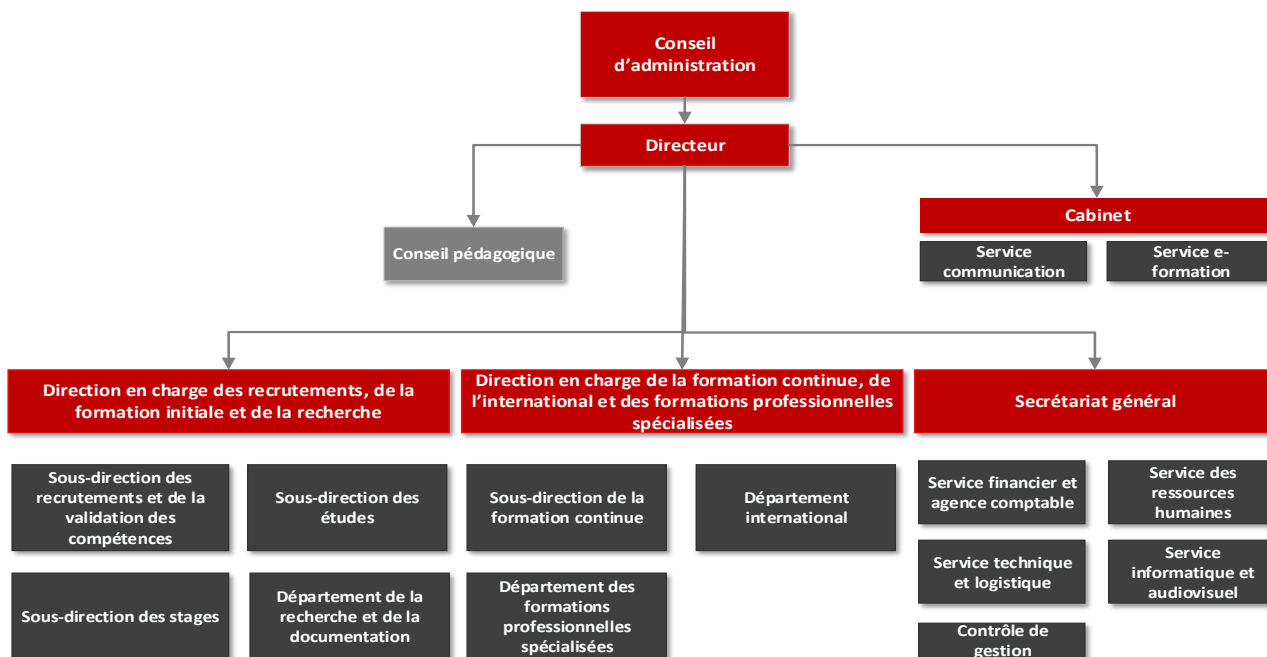 Conseil
d'administration
Directeur
Conseil pédagogique
Cabinet
Service
communication
Service e-
formation
Direction en charge des recrutements, de la
formation initiale et de la recherche
Direction en charge de la formation continue, de
l'international et des formations professionnelles
spécialisées
Secrétariat général
Sous-direction des
recrutements et de la
validation des
compétences
Sous-direction des
études
Sous-direction de la
formation continue
Département
international
Service financier et
agence comptable
Service des
ressources
humaines
Sous-direction des stages
Département de la
recherche et de la
documentation
Département des
formations
professionnelles
spécialisées
Service technique
et logistique
Service
informatique et
audiovisuel
Contrôle de
gestion